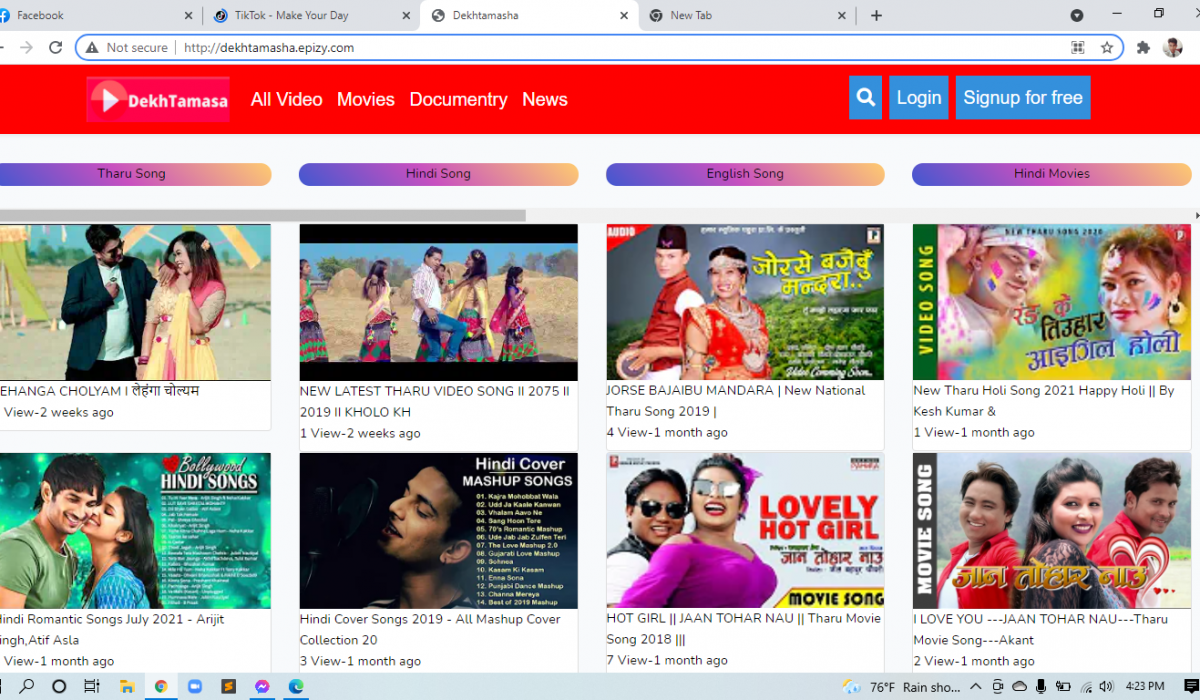 Facebook
TikTok - Make Your Day
Dekhtamasha
New Tab
Not secure
http://dekhtamasha.epizy.com
DekhTamasa
All Video
Movies
Documentry
News
Login
Signup for free
Tharu Song
Hindi Song
English Song
Hindi Movies
EHANGA CHOLYAM I लेहंगा चोल्यम
View-2 weeks ago
NEW LATEST THARU VIDEO SONG II 2075 II
2019 II KHOLO KH
1 View-2 weeks ago
AUDIO
जोरसे बजैबुँ
मन्दरा..
Video Comming Soon..
JORSE BAJAIBU MANDARA | New National
Tharu Song 2019 |
4 View-1 month ago
NEW THARU SONG 2020
VIDEO SONG
रङ के
तिउहार
आइगिल होली
New Tharu Holi Song 2021 Happy Holi || By
Kesh Kumar &
1 View-1 month ago
Bollywood
HINDI SONGS
Hindi Romantic Songs July 2021 - Arijit
ingh,Atif Asla
View-1 month ago
Hindi Cover
MASHUP SONGS
01. Kajra Mohobbat Wala
02. Udd Ja Kaale Kanwan
03. Vhalam Aavo Ne
04. Sang Hoon Tere
05. 70's Romantic Mashup
06. Ude Jab Jab Zulfen Teri
07. The Love Mashup 2.0
08. Gujarati Love Mashup
09. Suhnea
10. Kasam Ki Kasam
11. Enna Sona
12. Punjabi Dance Mashup
13. Channa Mereya
14. Best of 2019 Mashup
Hindi Cover Songs 2019 - All Mashup Cover
Collection 20
3 View-1 month ago
LOVELY
HOT GIRL
जान तोहार नाउ
MOVIE SONG
HOT GIRL || JAAN TOHAR NAU || Tharu Movie
Song 2018 |||
7 View-1 month ago
MOVIE SONG
जान तोहार नाउ
I LOVE YOU ---JAAN TOHAR NAU---Tharu
Movie Song---Akant
2 View-1 month ago
76°F Rain sho...
4:23 PM